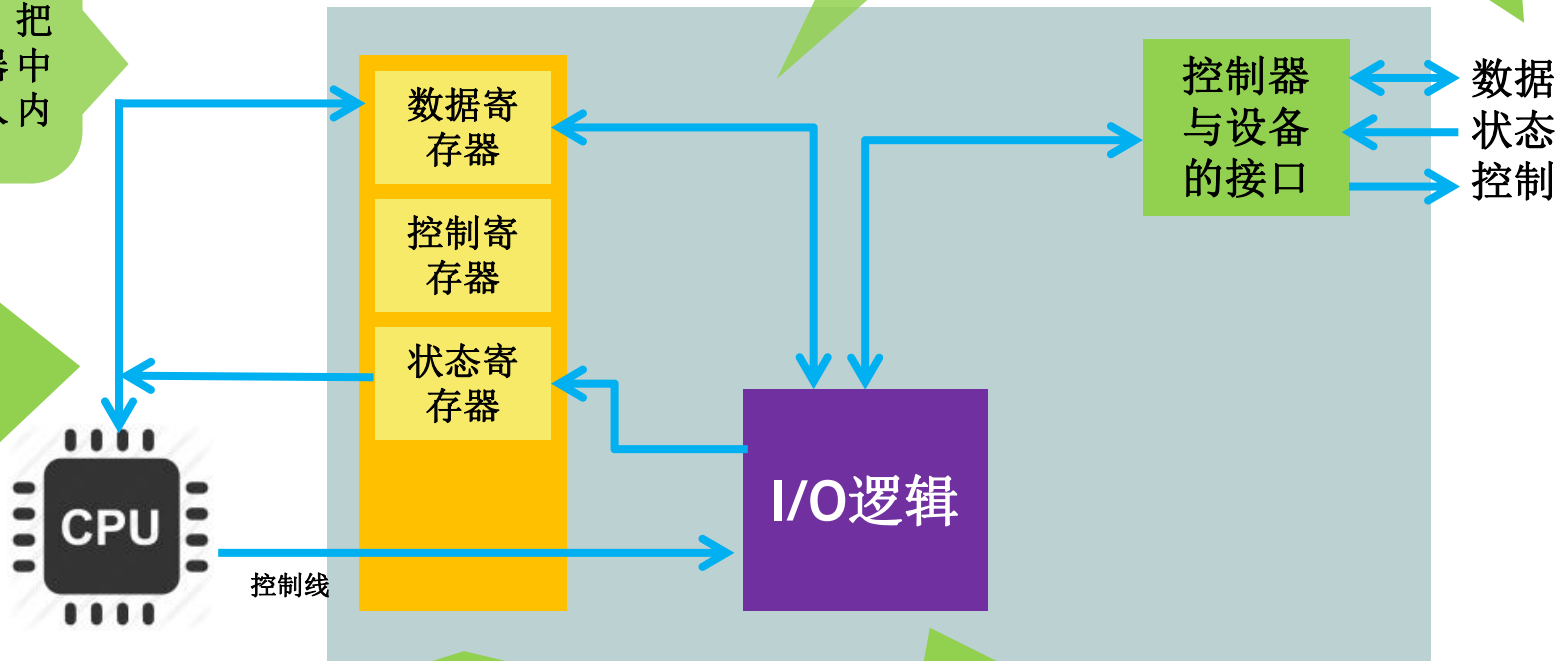 把
器中
入内
数据寄
存器
控制寄
存器
状态寄
存器
控制器
与设备
的接口
数据
状态
控制
I/O逻辑
CPU
控制线